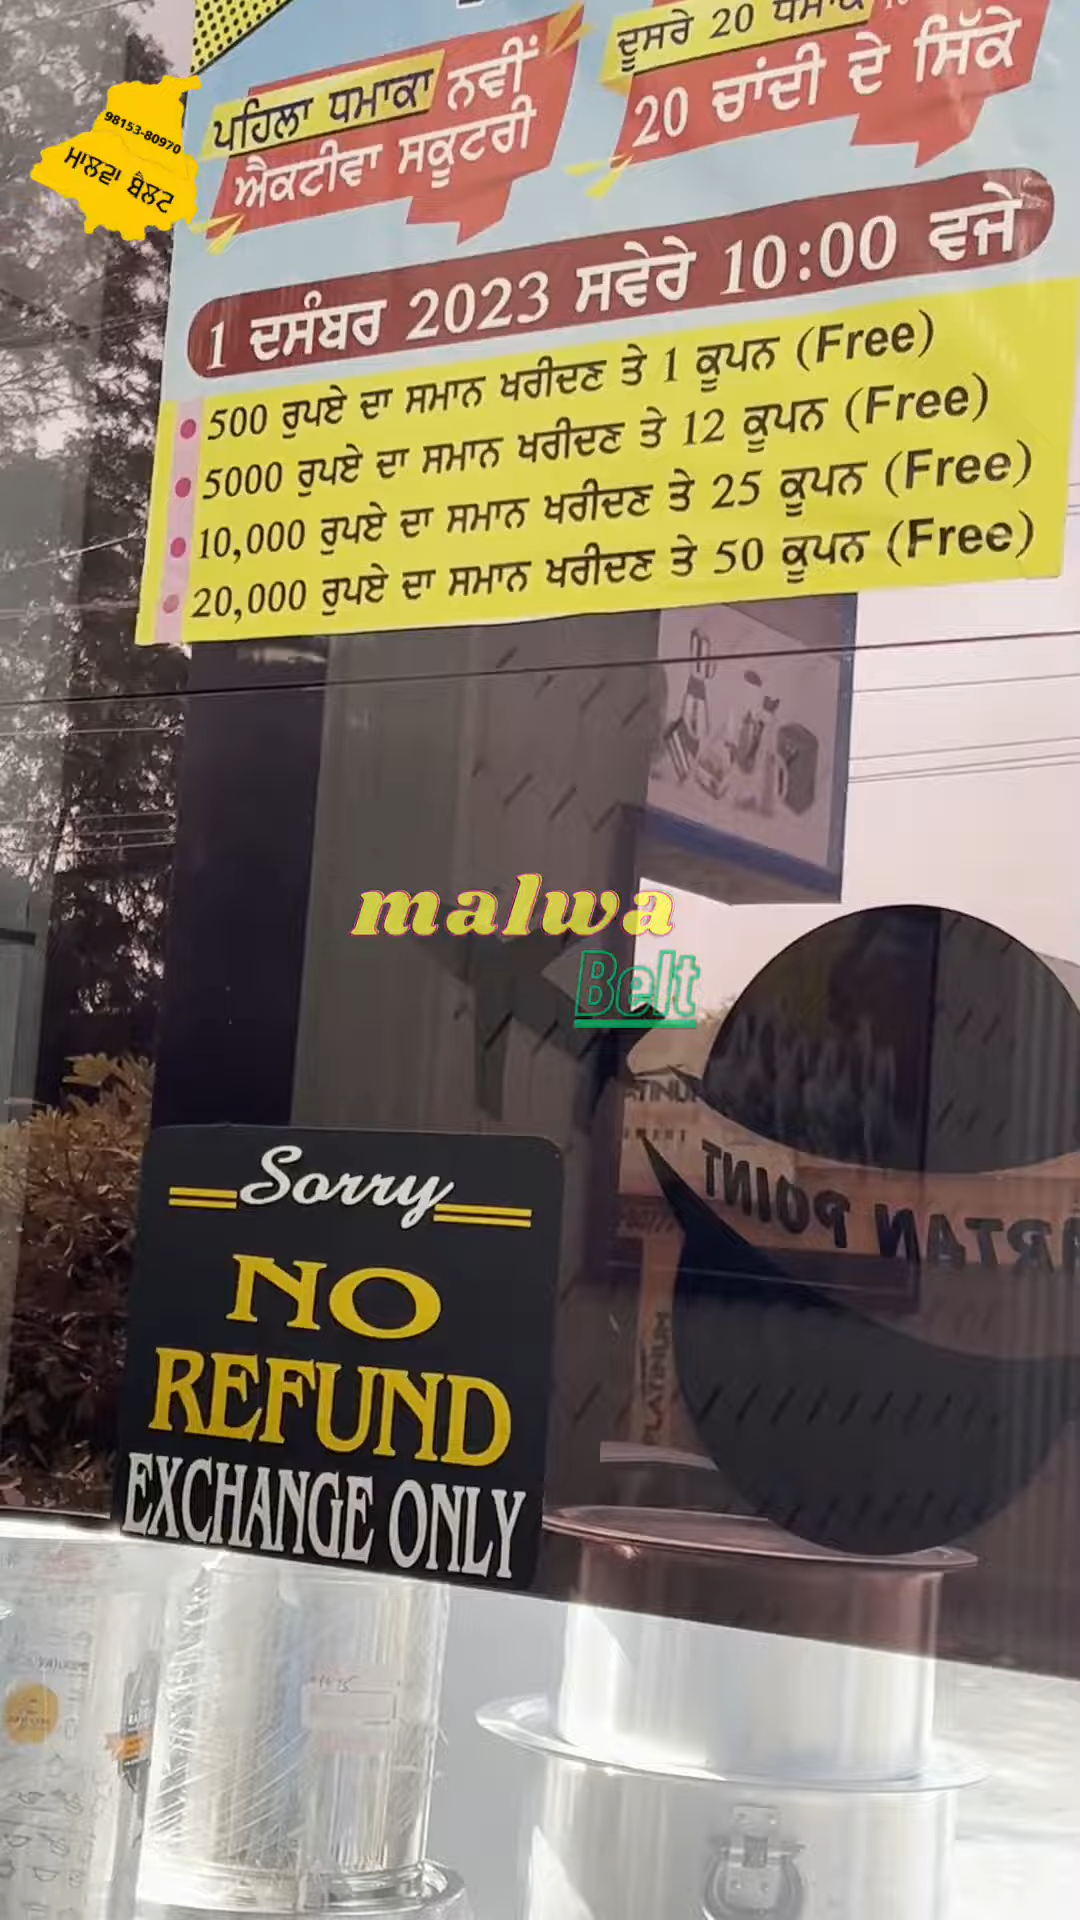 ਦੂਸਰੇ 20 ਧਮਾਕੇ
ਪਹਿਲਾ ਧਮਾਕਾ ਨਵੀਂ
ਐਕਟੀਵਾ ਸਕੂਟਰੀ
20 ਚਾਂਦੀ ਦੇ ਸਿੱਕੇ
98153-80970
ਮਾਲਵਾ ਬੈਲਟ
1 ਦਸੰਬਰ 2023 ਸਵੇਰੇ 10:00 ਵਜੇ
500 ਰੁਪਏ ਦਾ ਸਮਾਨ ਖਰੀਦਣ ਤੇ 1 ਕੂਪਨ (Free)
5000 ਰੁਪਏ ਦਾ ਸਮਾਨ ਖਰੀਦਣ ਤੇ 12 ਕੂਪਨ (Free)
10,000 ਰੁਪਏ ਦਾ ਸਮਾਨ ਖਰੀਦਣ ਤੇ 25 ਕੂਪਨ (Free)
20,000 ਰੁਪਏ ਦਾ ਸਮਾਨ ਖਰੀਦਣ ਤੇ 50 ਕੂਪਨ (Free)
malwa
Belt
POINT
PLATINUM
Sorry
NO
REFUND
EXCHANGE ONLY